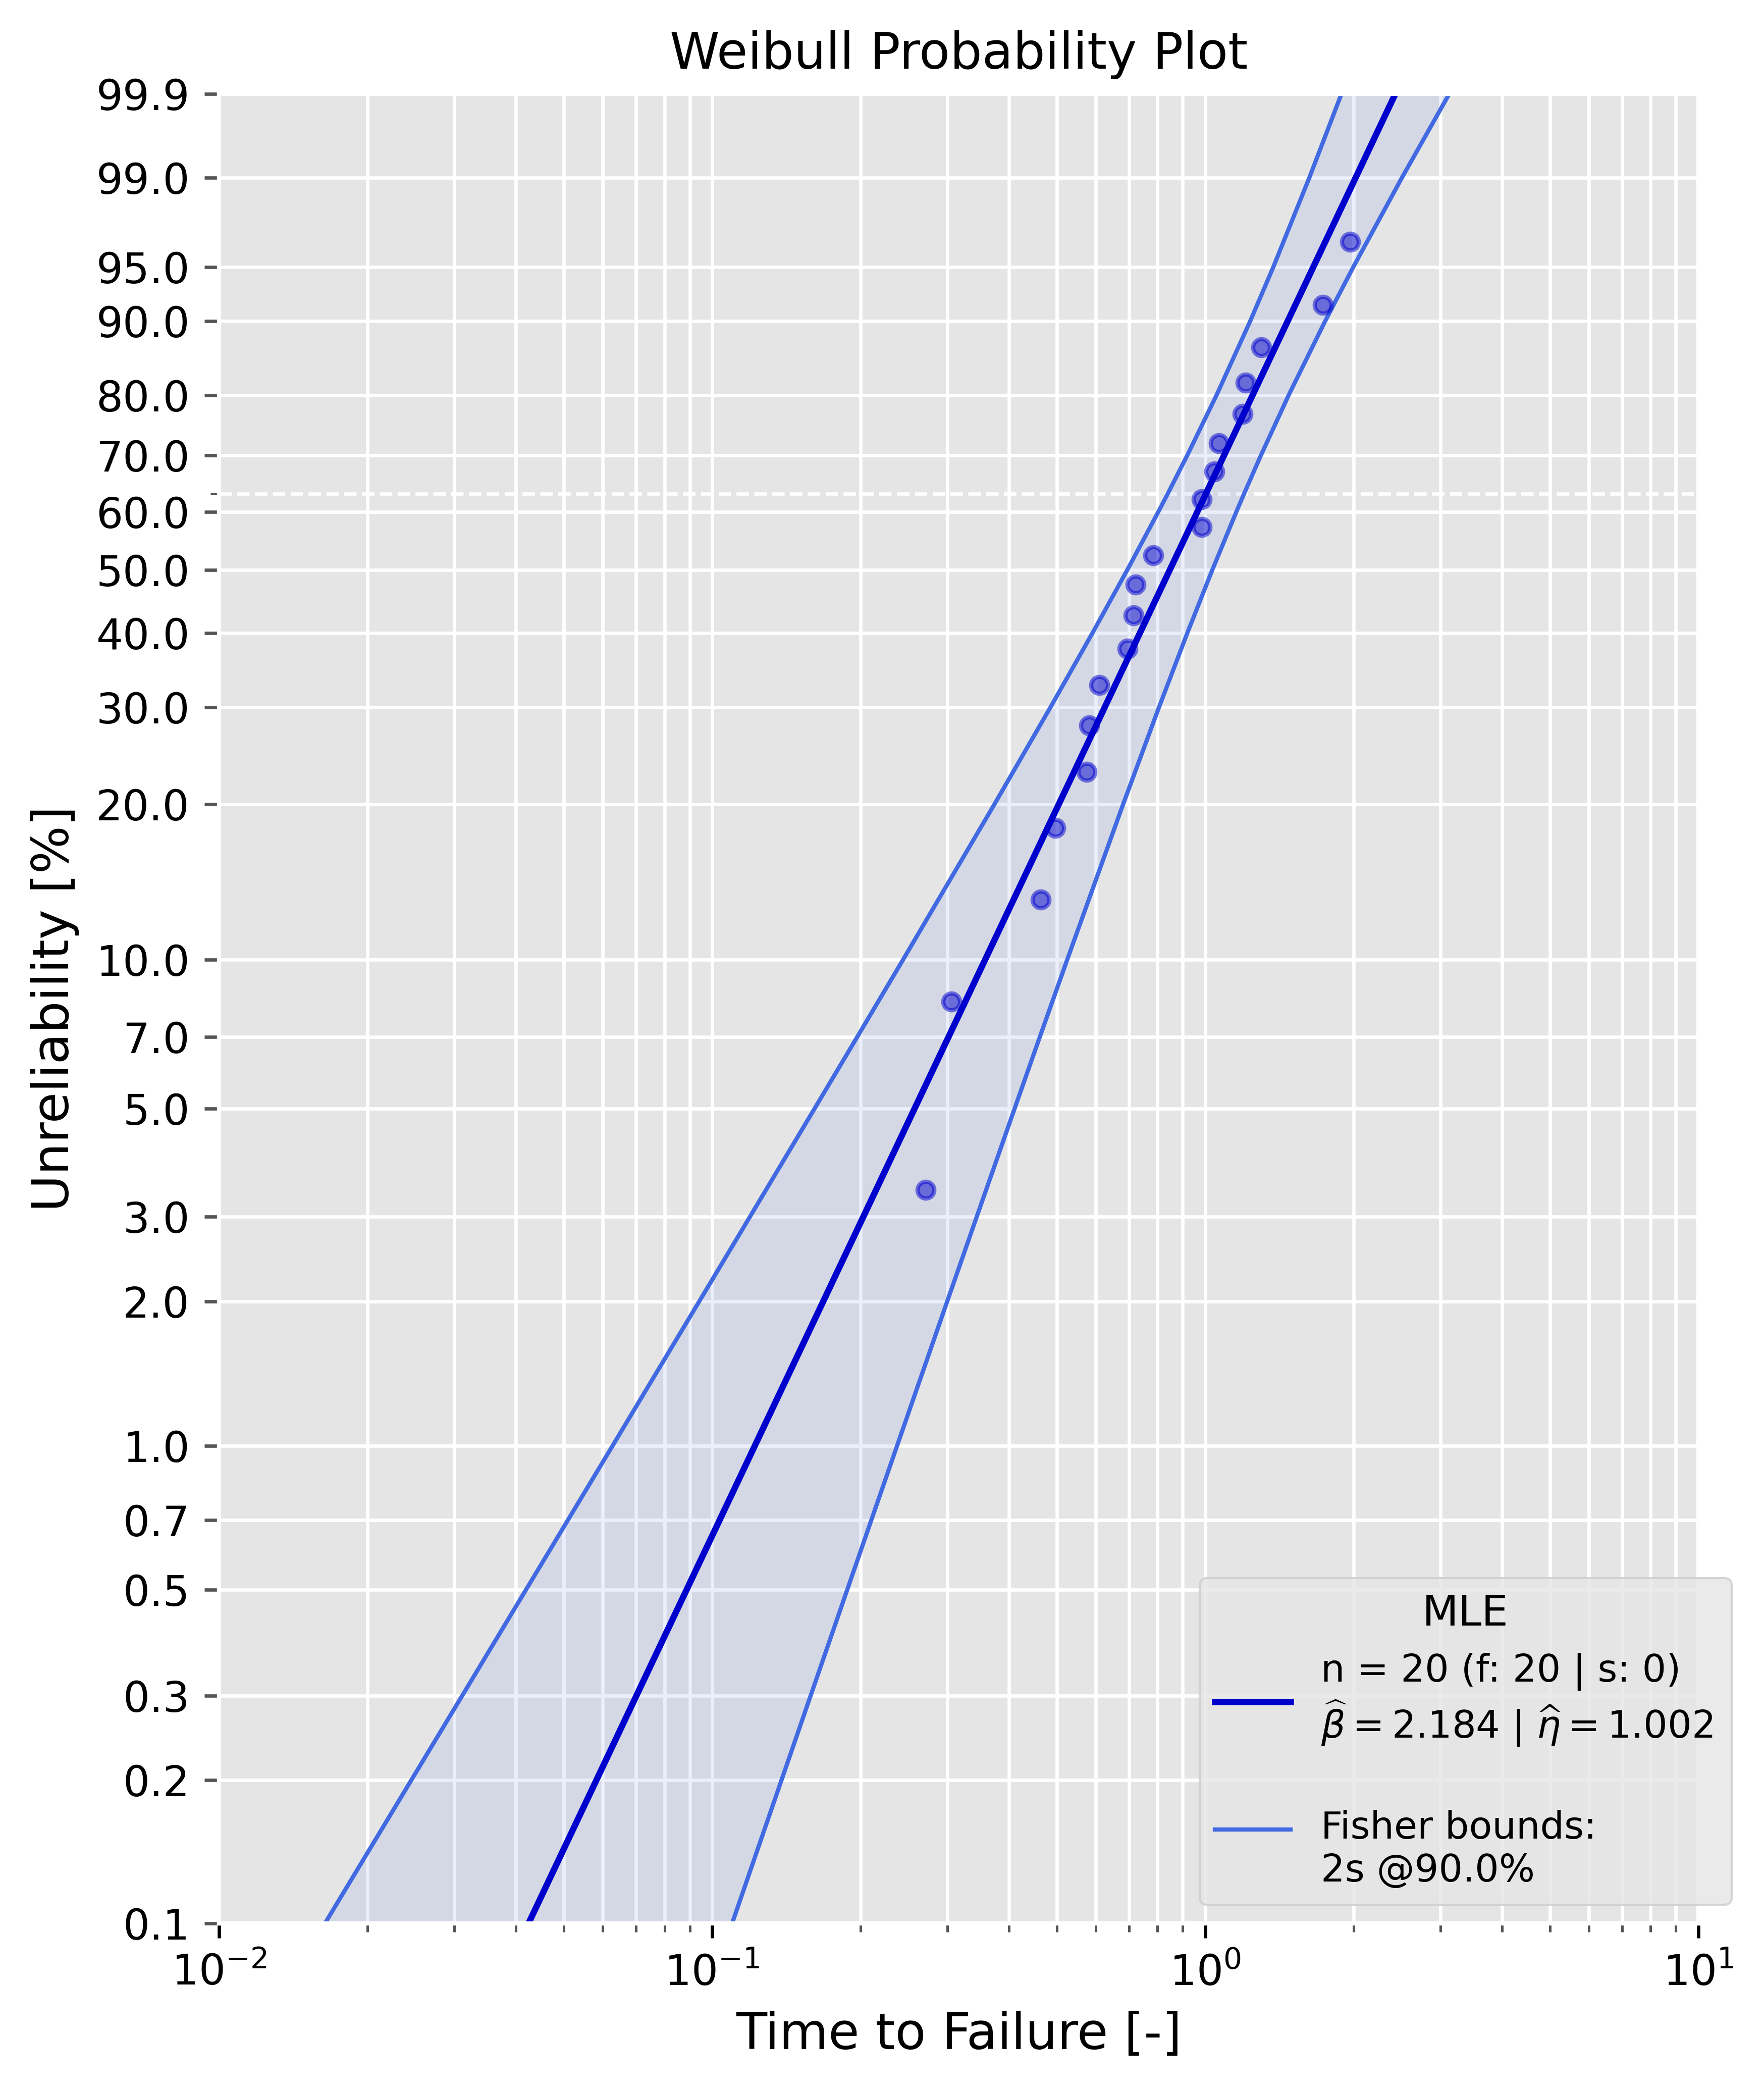 Weibull Probability Plot
Unreliability [%]
99.9
99.0
95.0
90.0
80.0
70.0
60.0
50.0
40.0
30.0
20.0
10.0
7.0
5.0
3.0
2.0
1.0
0.7
0.5
0.3
0.2
0.1
MLE
n = 20 (f: 20 | s: 0)
β̂ = 2.184 | η̂ = 1.002
Fisher bounds:
2s @90.0%
10⁻² 10⁻¹ 10⁰ 10¹
Time to Failure [-]